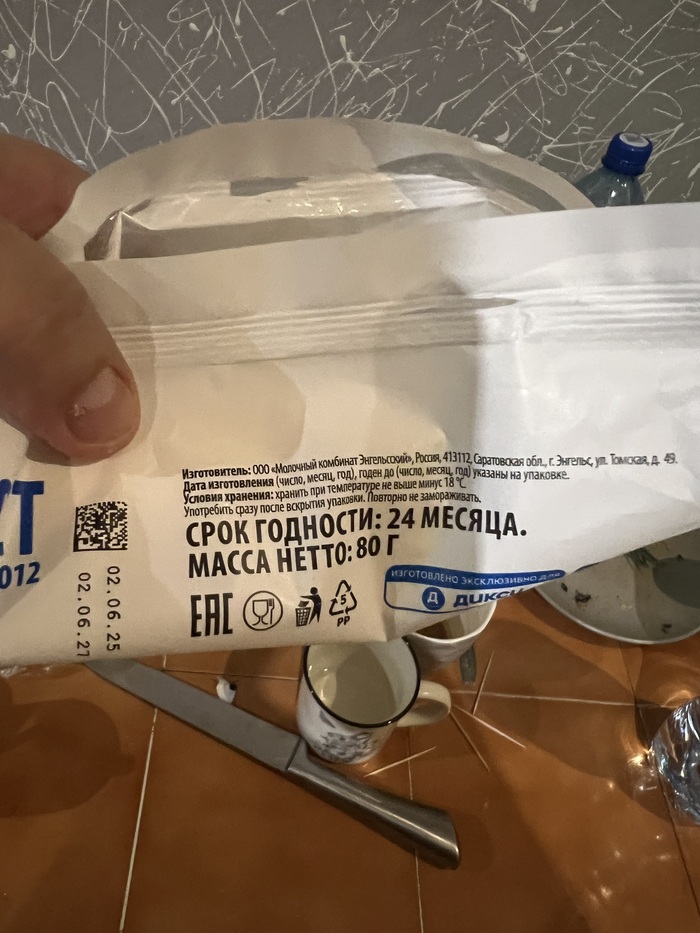 Изготовитель: ООО «Молочный комбинат Энгельсский», Россия, 413112, Саратовская обл., г. Энгельс, ул. Томская, д. 49.
Дата изготовления (число, месяц, год), годен до (число, месяц, год) указаны на упаковке.
Условия хранения: хранить при температуре не выше минус 18 °С.
Употребить сразу после вскрытия упаковки. Повторно не замораживать.
СРОК ГОДНОСТИ: 24 МЕСЯЦА.
МАССА НЕТТО: 80 Г
012
02.06.25
02.06.27
EAC
5
PP
ИЗГОТОВЛЕНО ЭКСКЛЮЗИВНО ДЛЯ
Д ДИКСИ